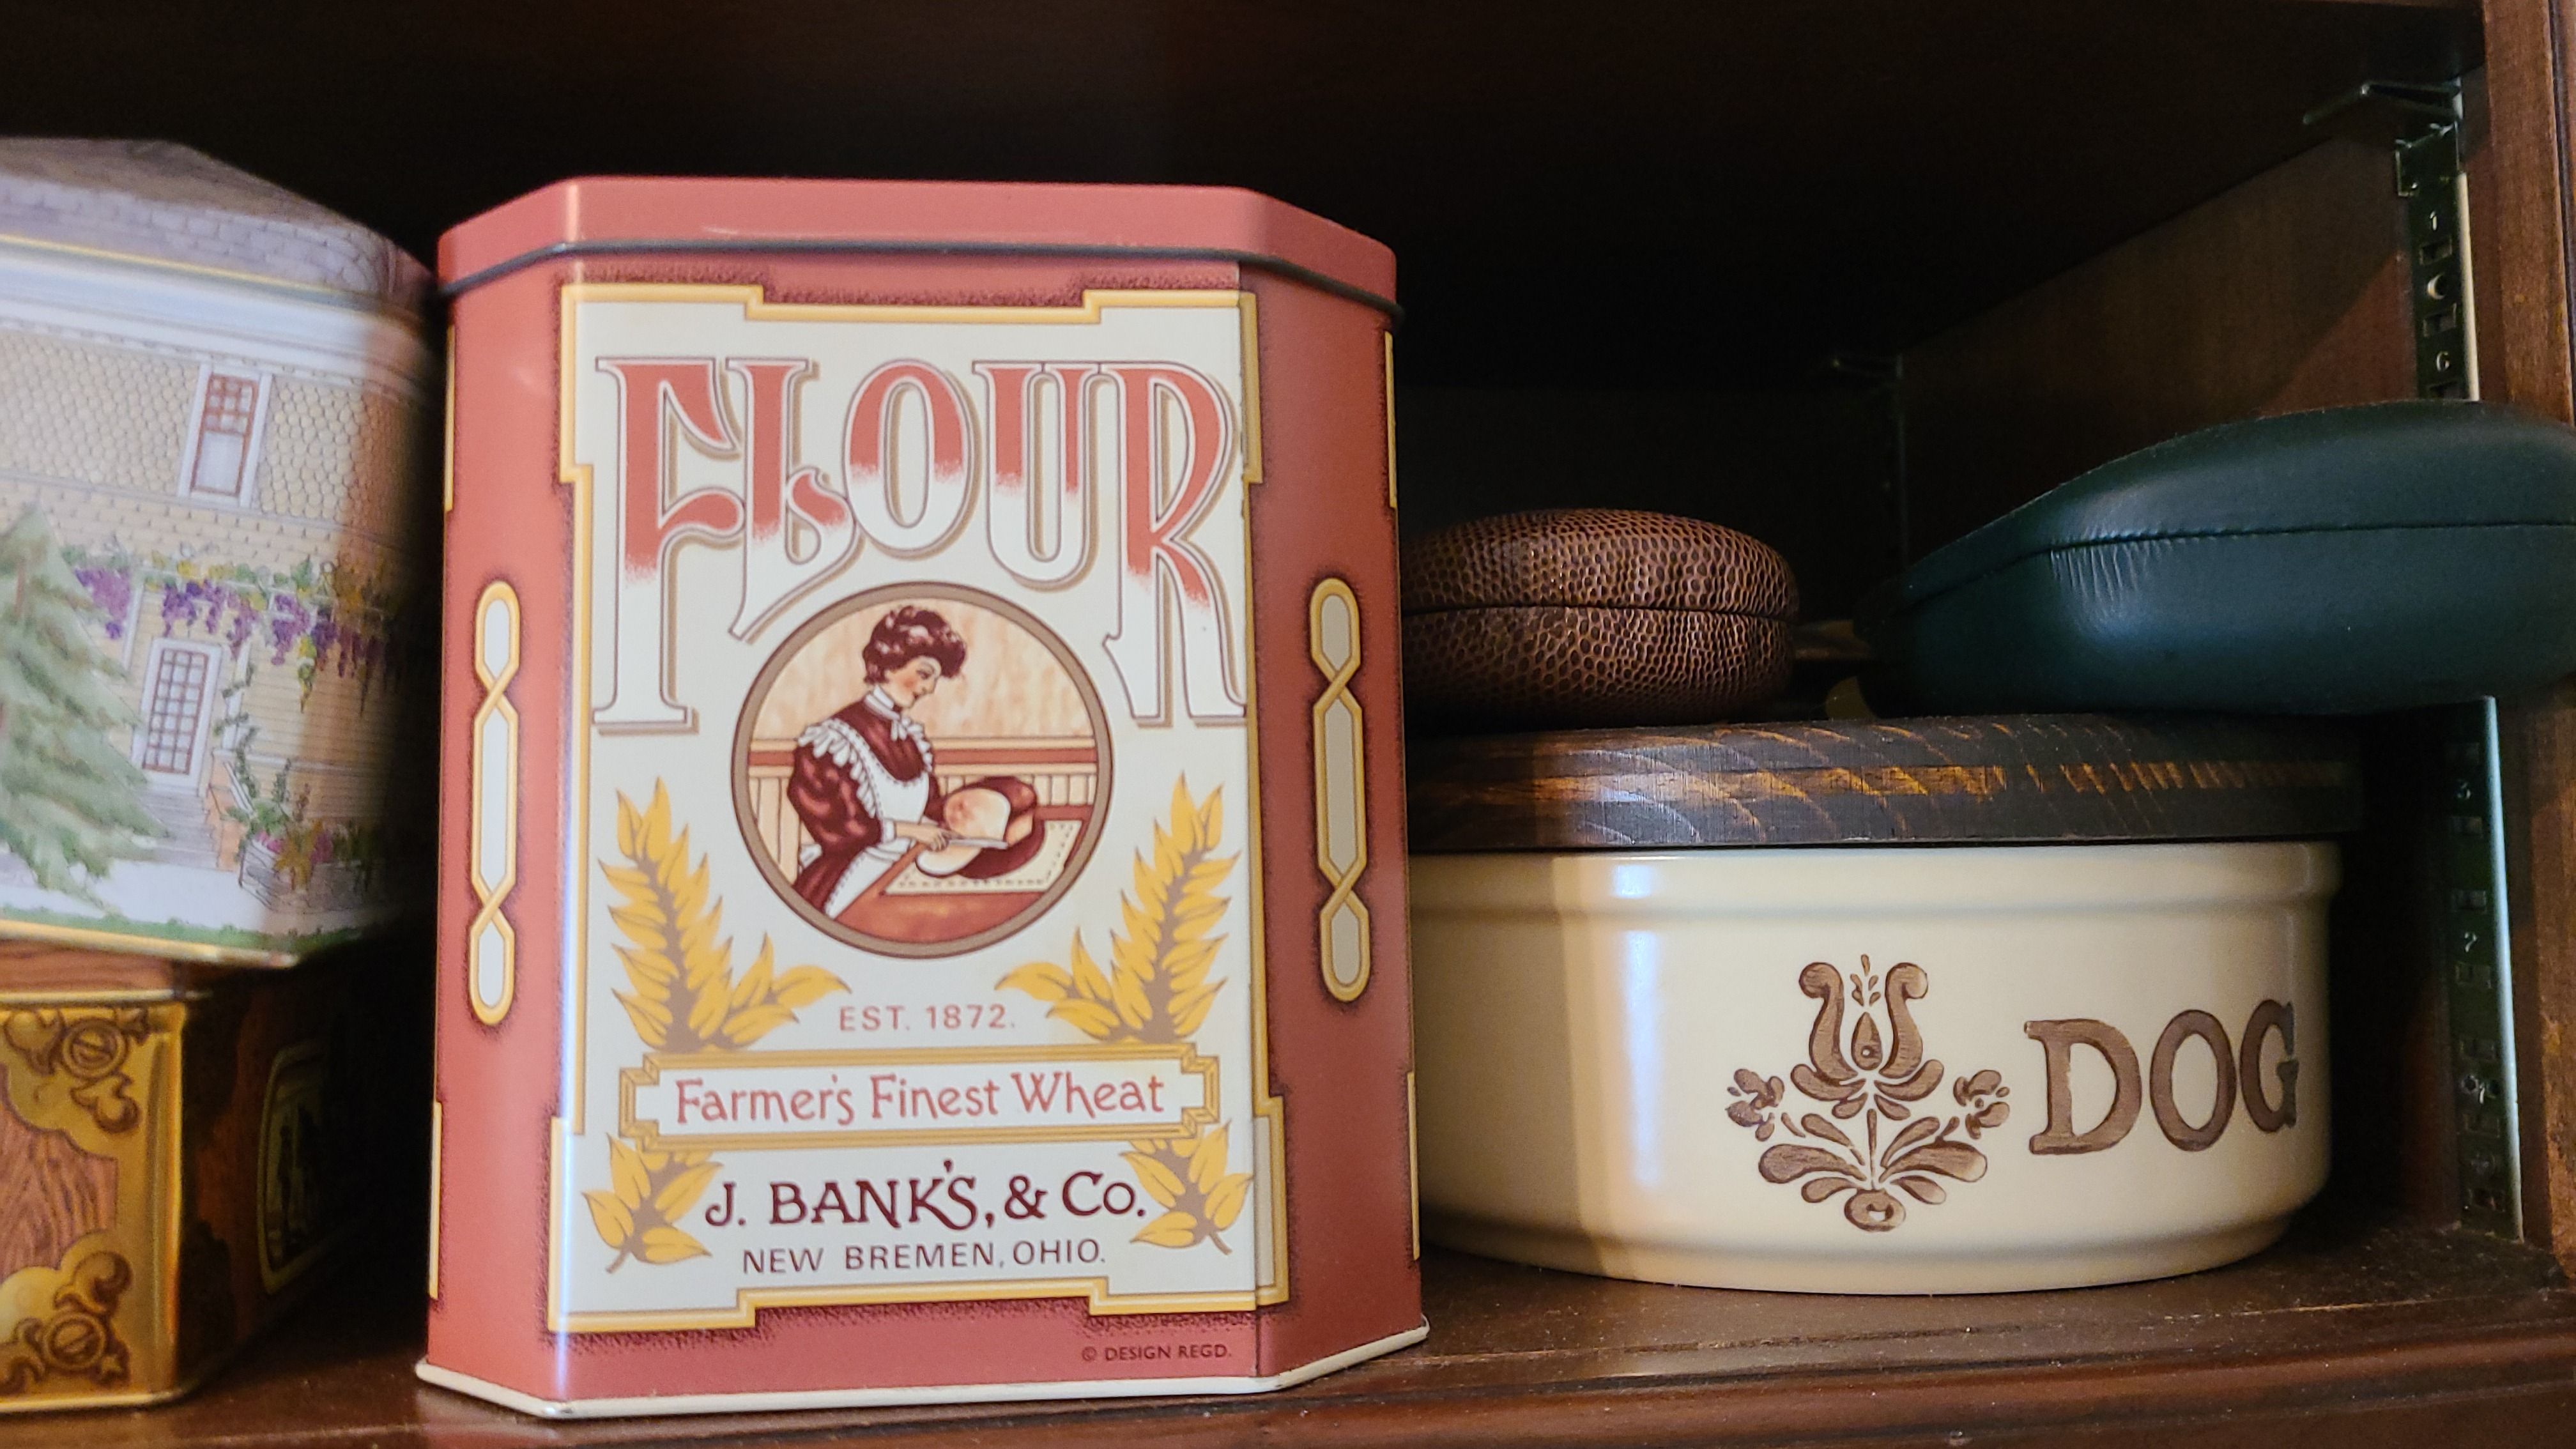 FLOUR
EST. 1872.
Farmer's Finest Wheat
J. BANK'S, & Co.
NEW BREMEN, OHIO.
© DESIGN REGD.
DOG